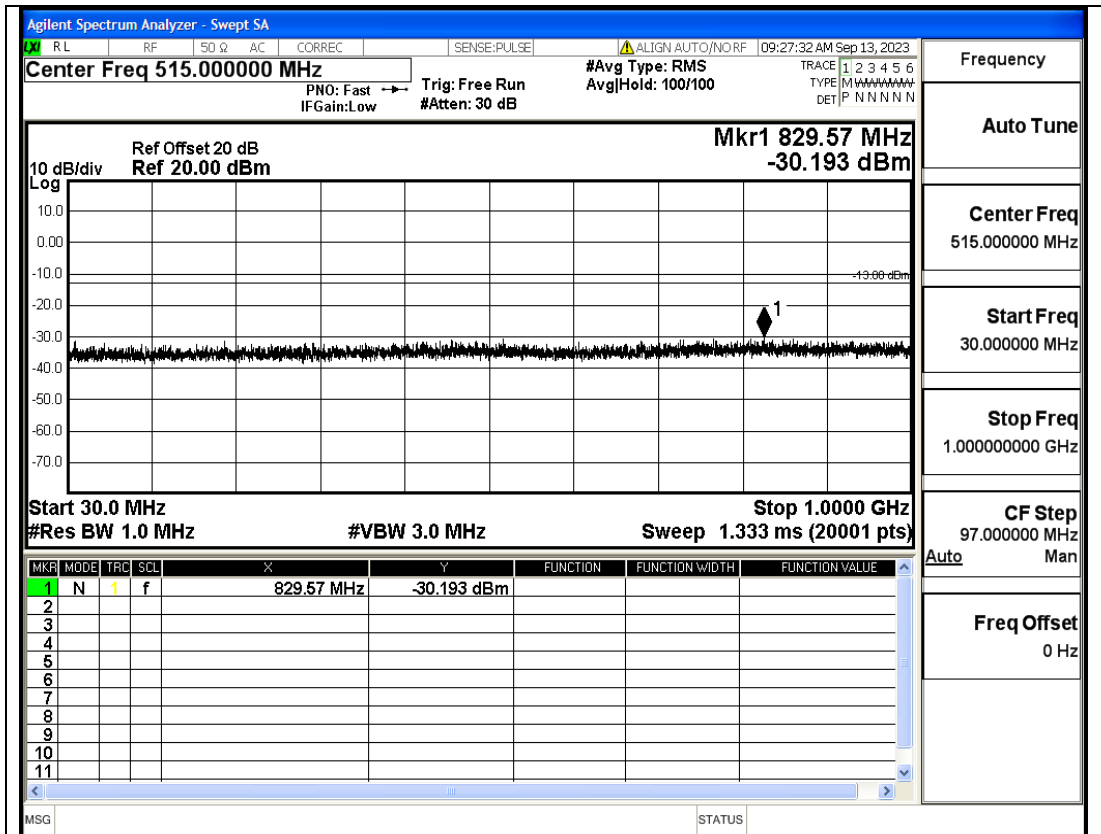 Agilent Spectrum Analyzer - Swept SA
LXI RL RF 50 Ω AC CORREC SENSE:PULSE ALIGN AUTO/NO RF 09:27:32 AM Sep 13, 2023
Center Freq 515.000000 MHz
PNO: Fast
IFGain:Low
Trig: Free Run
#Atten: 30 dB
#Avg Type: RMS
Avg|Hold: 100/100
TRACE 1 2 3 4 5 6
TYPE M
DET P N N N N N
Ref Offset 20 dB
10 dB/div Ref 20.00 dBm
Log
Mkr1 829.57 MHz
-30.193 dBm
10.0
0.00
-10.0
-20.0
-30.0
-40.0
-50.0
-60.0
-70.0
-13.00 dBm
1
Start 30.0 MHz Stop 1.0000 GHz
#Res BW 1.0 MHz #VBW 3.0 MHz Sweep 1.333 ms (20001 pts)
MKR MODE TRC SCL X Y FUNCTION FUNCTION WIDTH FUNCTION VALUE
1 N 1 f 829.57 MHz -30.193 dBm
2
3
4
5
6
7
8
9
10
11
MSG STATUS
Frequency
Auto Tune
Center Freq
515.000000 MHz
Start Freq
30.000000 MHz
Stop Freq
1.000000000 GHz
CF Step
97.000000 MHz
Auto Man
Freq Offset
0 Hz